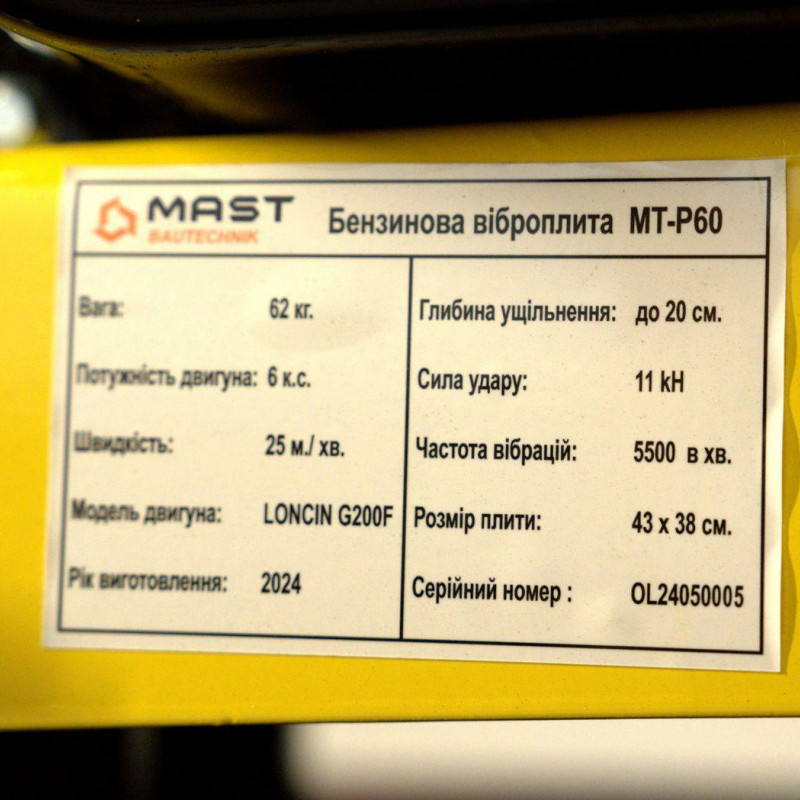 MAST
BAUTECHNIK
Бензинова віброплита МТ-Р60
Вага: 62 кг.
Потужність двигуна: 6 к.с.
Швидкість: 25 м./ хв.
Модель двигуна: LONCIN G200F
Рік виготовлення: 2024
Глибина ущільнення: до 20 см.
Сила удару: 11 kH
Частота вібрацій: 5500 в хв.
Розмір плити: 43 х 38 см.
Серійний номер : OL24050005